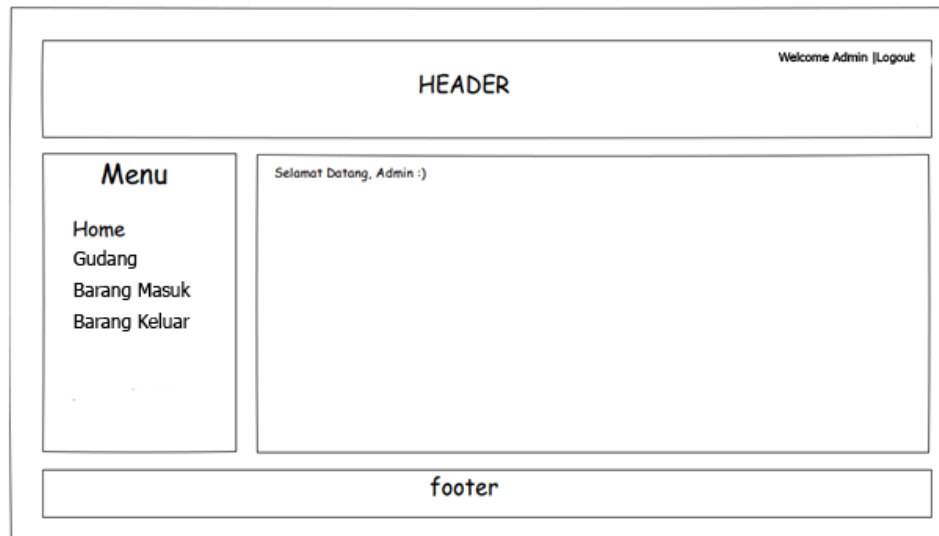 Welcome Admin |Logout
HEADER
Menu
Home
Gudang
Barang Masuk
Barang Keluar
Selamat Datang, Admin :)
footer